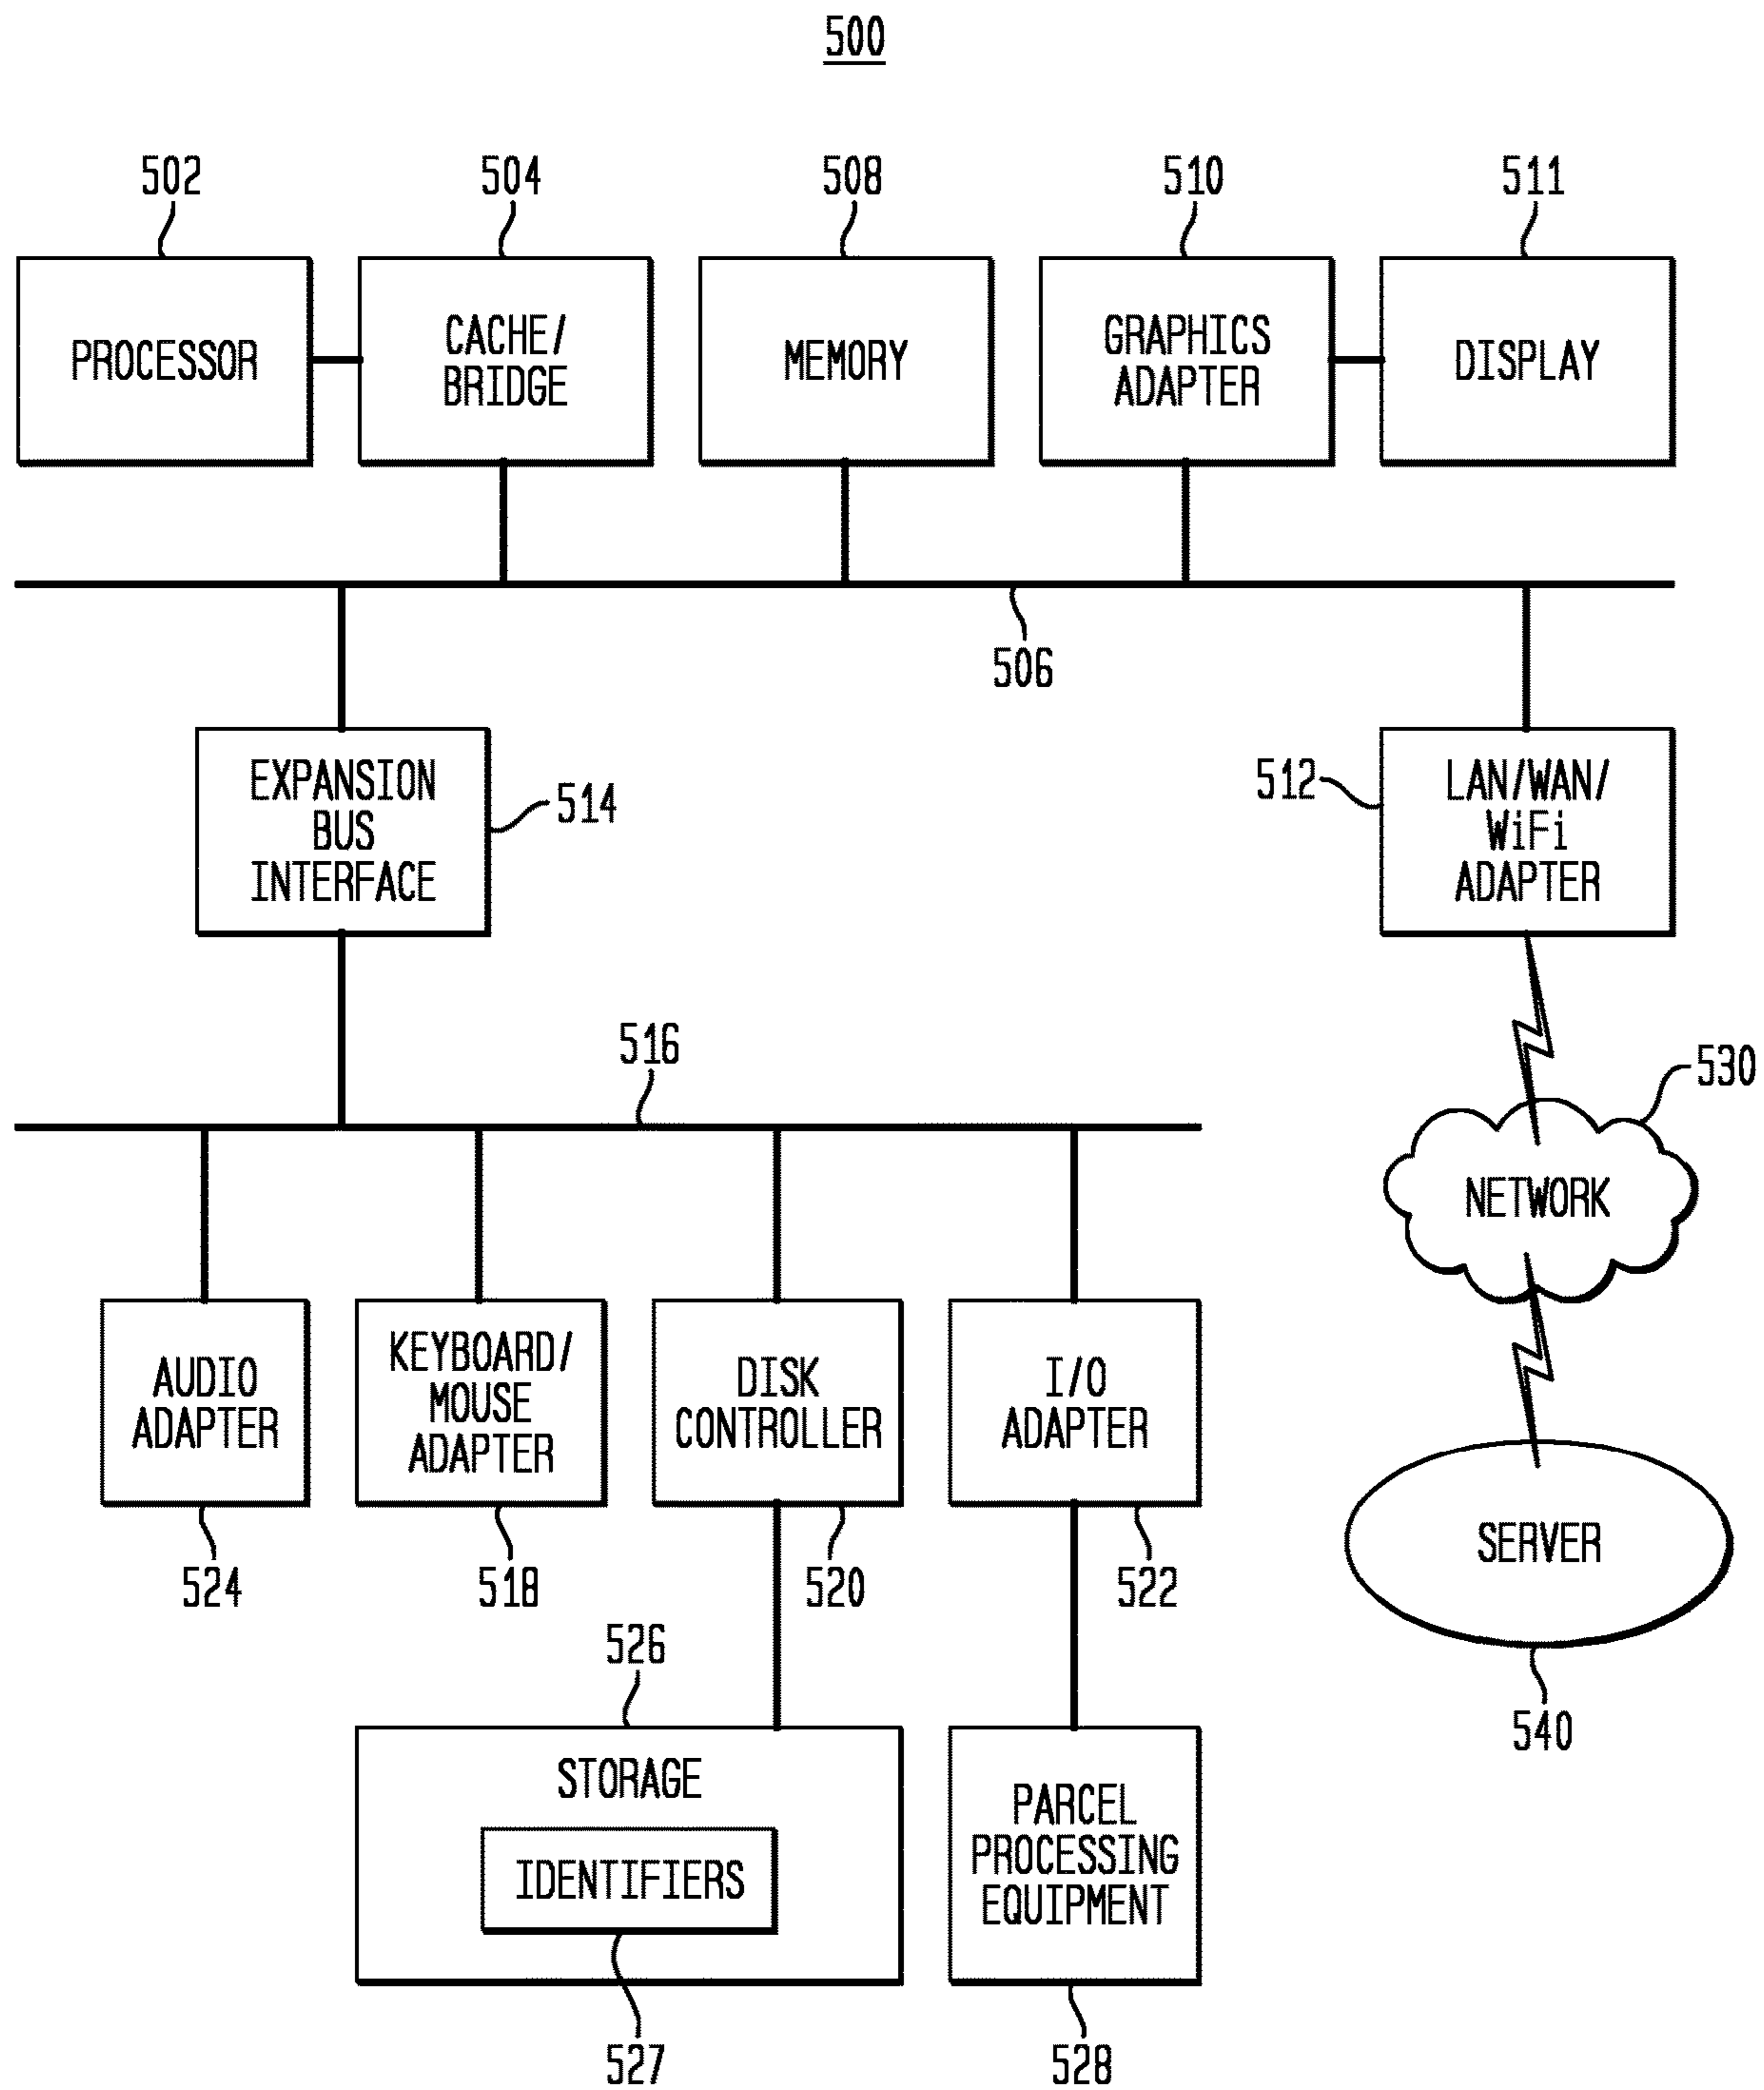 500
502
504
508
510
511
PROCESSOR
CACHE/
BRIDGE
MEMORY
GRAPHICS
ADAPTER
DISPLAY
506
EXPANSION
BUS
INTERFACE
514
512
LAN/WAN/
WiFi
ADAPTER
516
530
NETWORK
AUDIO
ADAPTER
KEYBOARD/
MOUSE
ADAPTER
DISK
CONTROLLER
I/O
ADAPTER
524
518
520
522
SERVER
540
526
STORAGE
IDENTIFIERS
PARCEL
PROCESSING
EQUIPMENT
527
528